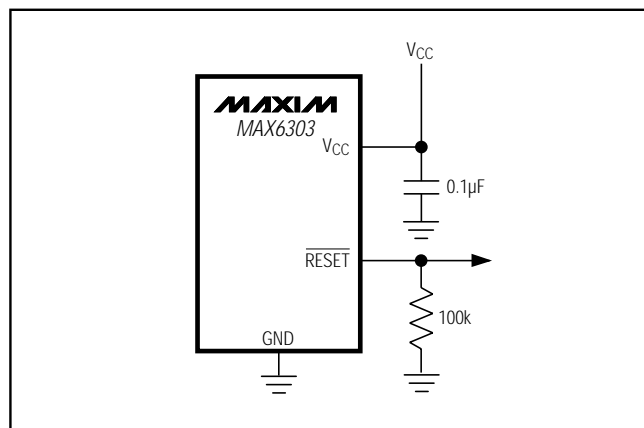 VCC
MAXIM
MAX6303
VCC
0.1µF
RESET
100k
GND